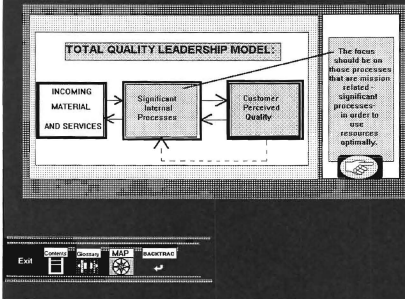 TOTAL QUALITY LEADERSHIP MODEL:
INCOMING
MATERIAL
AND SERVICES
Significant
Internal
Processes
Customer
Perceived
Quality
The focus
should be on
those processes
that are mission
related -
significant
processes-
in order to
use
resources
optimally.
Exit
Contents
Glossary
MAP
BACKTRAC